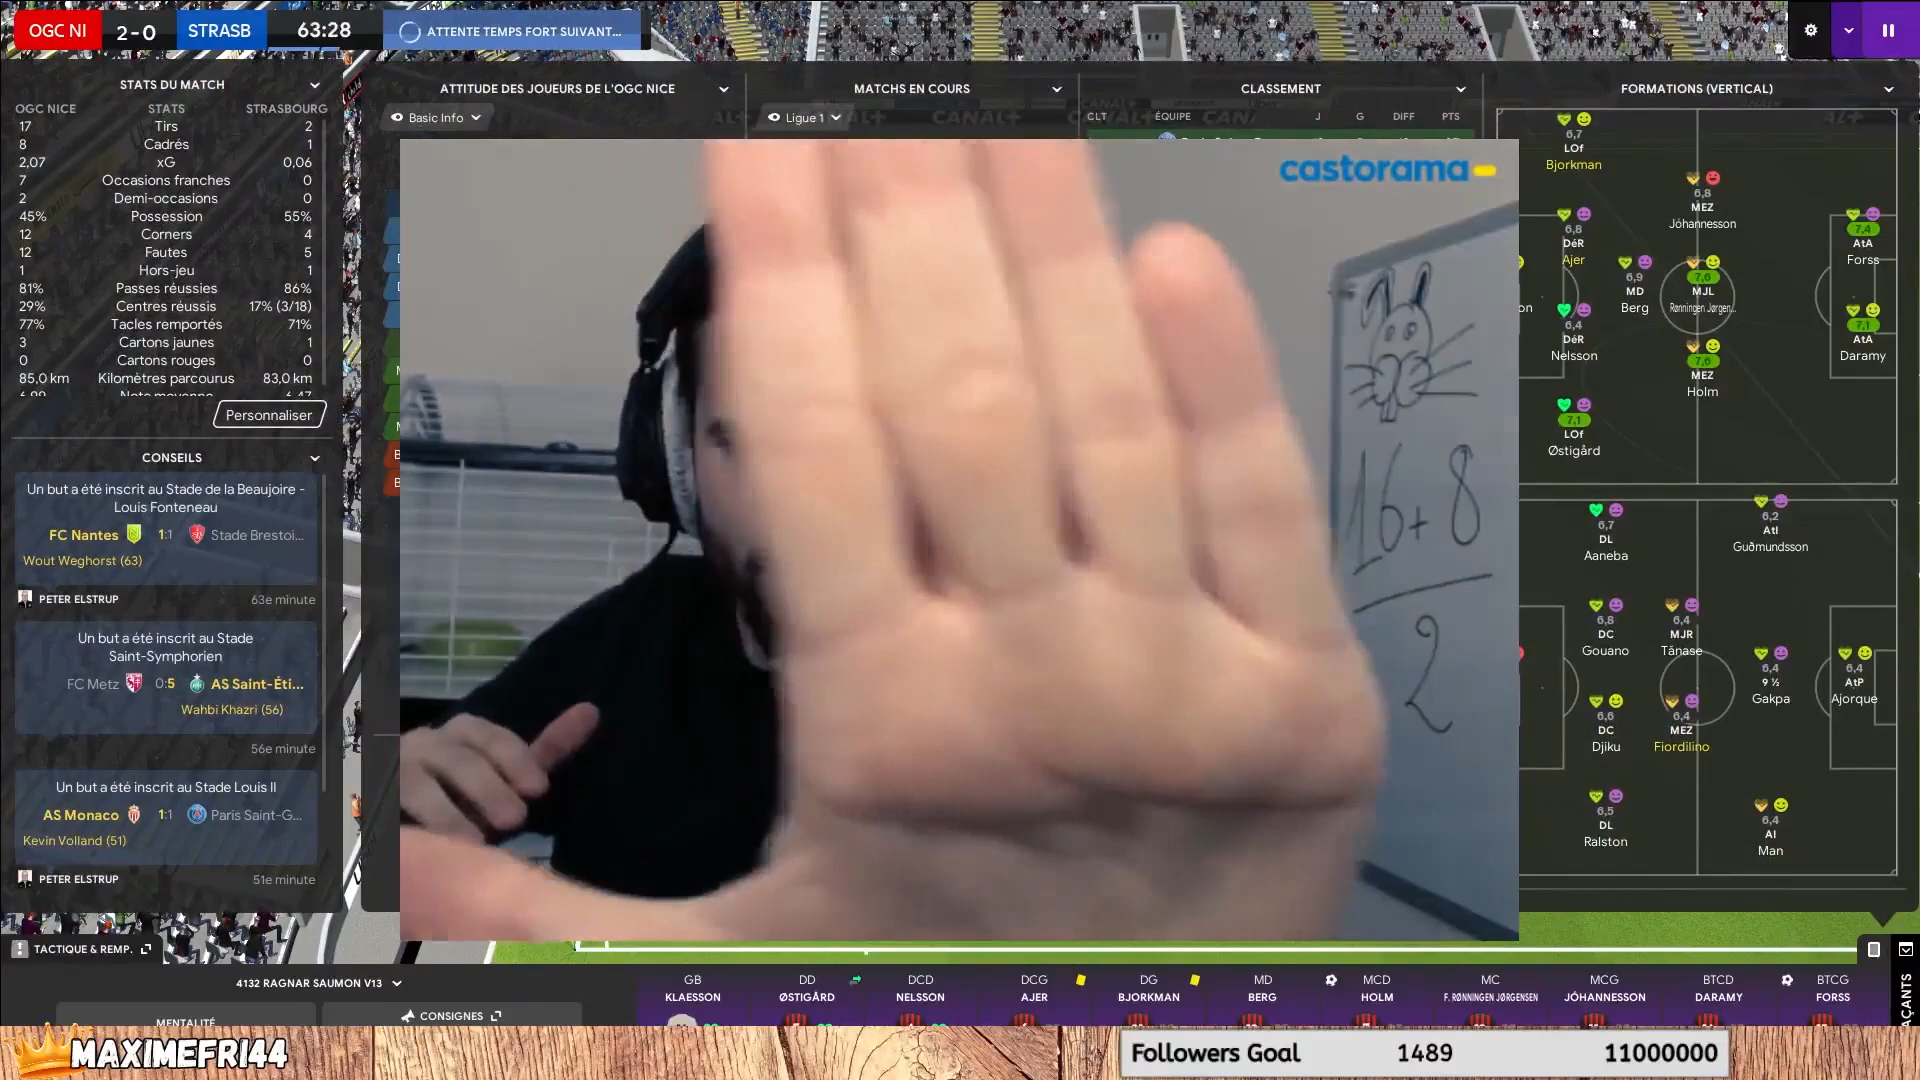 OGC NI 2-0 STRASB 63:28 ATTENTE TEMPS FORT SUIVANT...
STATS DU MATCH
OGC NICE STATS STRASBOURG
17 Tirs 2
8 Cadrés 1
2,07 xG 0,06
7 Occasions franches 0
2 Demi-occasions 0
45% Possession 55%
12 Corners 4
12 Fautes 5
1 Hors-jeu 1
81% Passes réussies 86%
29% Centres réussis 17% (3/18)
77% Tacles remportés 71%
3 Cartons jaunes 1
0 Cartons rouges 0
85,0 km Kilomètres parcourus 83,0 km
Personnaliser
CONSEILS
Un but a été inscrit au Stade de la Beaujoire -
Louis Fonteneau
FC Nantes 1:1 Stade Brestoi...
Wout Weghorst (63)
PETER ELSTRUP 63e minute
Un but a été inscrit au Stade
Saint-Symphorien
FC Metz 0:5 AS Saint-Éti...
Wahbi Khazri (56)
56e minute
Un but a été inscrit au Stade Louis II
AS Monaco 1:1 Paris Saint-G...
Kevin Volland (51)
PETER ELSTRUP 51e minute
ATTITUDE DES JOUEURS DE L'OGC NICE
Basic Info
MATCHS EN COURS
Ligue 1
CLASSEMENT
CLT ÉQUIPE J G DIFF PTS
castorama
16+8
2
FORMATIONS (VERTICAL)
6,7
LOf
Bjorkman
6,8
MEZ
Jóhannesson
6,8
DéR
Ajer
7,4
AtA
Forss
6,9
MD
Berg
7,6
MJL
Rønningen Jørgen...
6,4
DéR
Nelsson
7,1
AtA
Daramy
7,6
MEZ
Holm
7,1
LOf
Østigård
6,7
DL
Aaneba
6,2
AtI
Guðmundsson
6,8
DC
Gouano
6,4
MJR
Tănase
6,4
9 ½
Gakpa
6,4
AtP
Ajorque
6,6
DC
Djiku
6,4
MEZ
Fiordilino
6,5
DL
Ralston
6,4
AI
Man
TACTIQUE & REMP.
4132 RAGNAR SAUMON V13
MENTALITÉ
CONSIGNES
GB DD DCD DCG DG MD MCD MC MCG BTCD BTCG
KLAESSON ØSTIGÅRD NELSSON AJER BJORKMAN BERG HOLM F. RØNNINGEN JØRGENSEN JÓHANNESSON DARAMY FORSS
MAXIMEFRI44
Followers Goal 1489 11000000